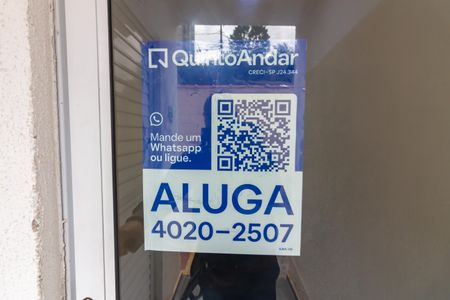 QuintoAndar
CRECI-SP J24.344
Mande um
Whatsapp
ou ligue.
ALUGA
4020-2507